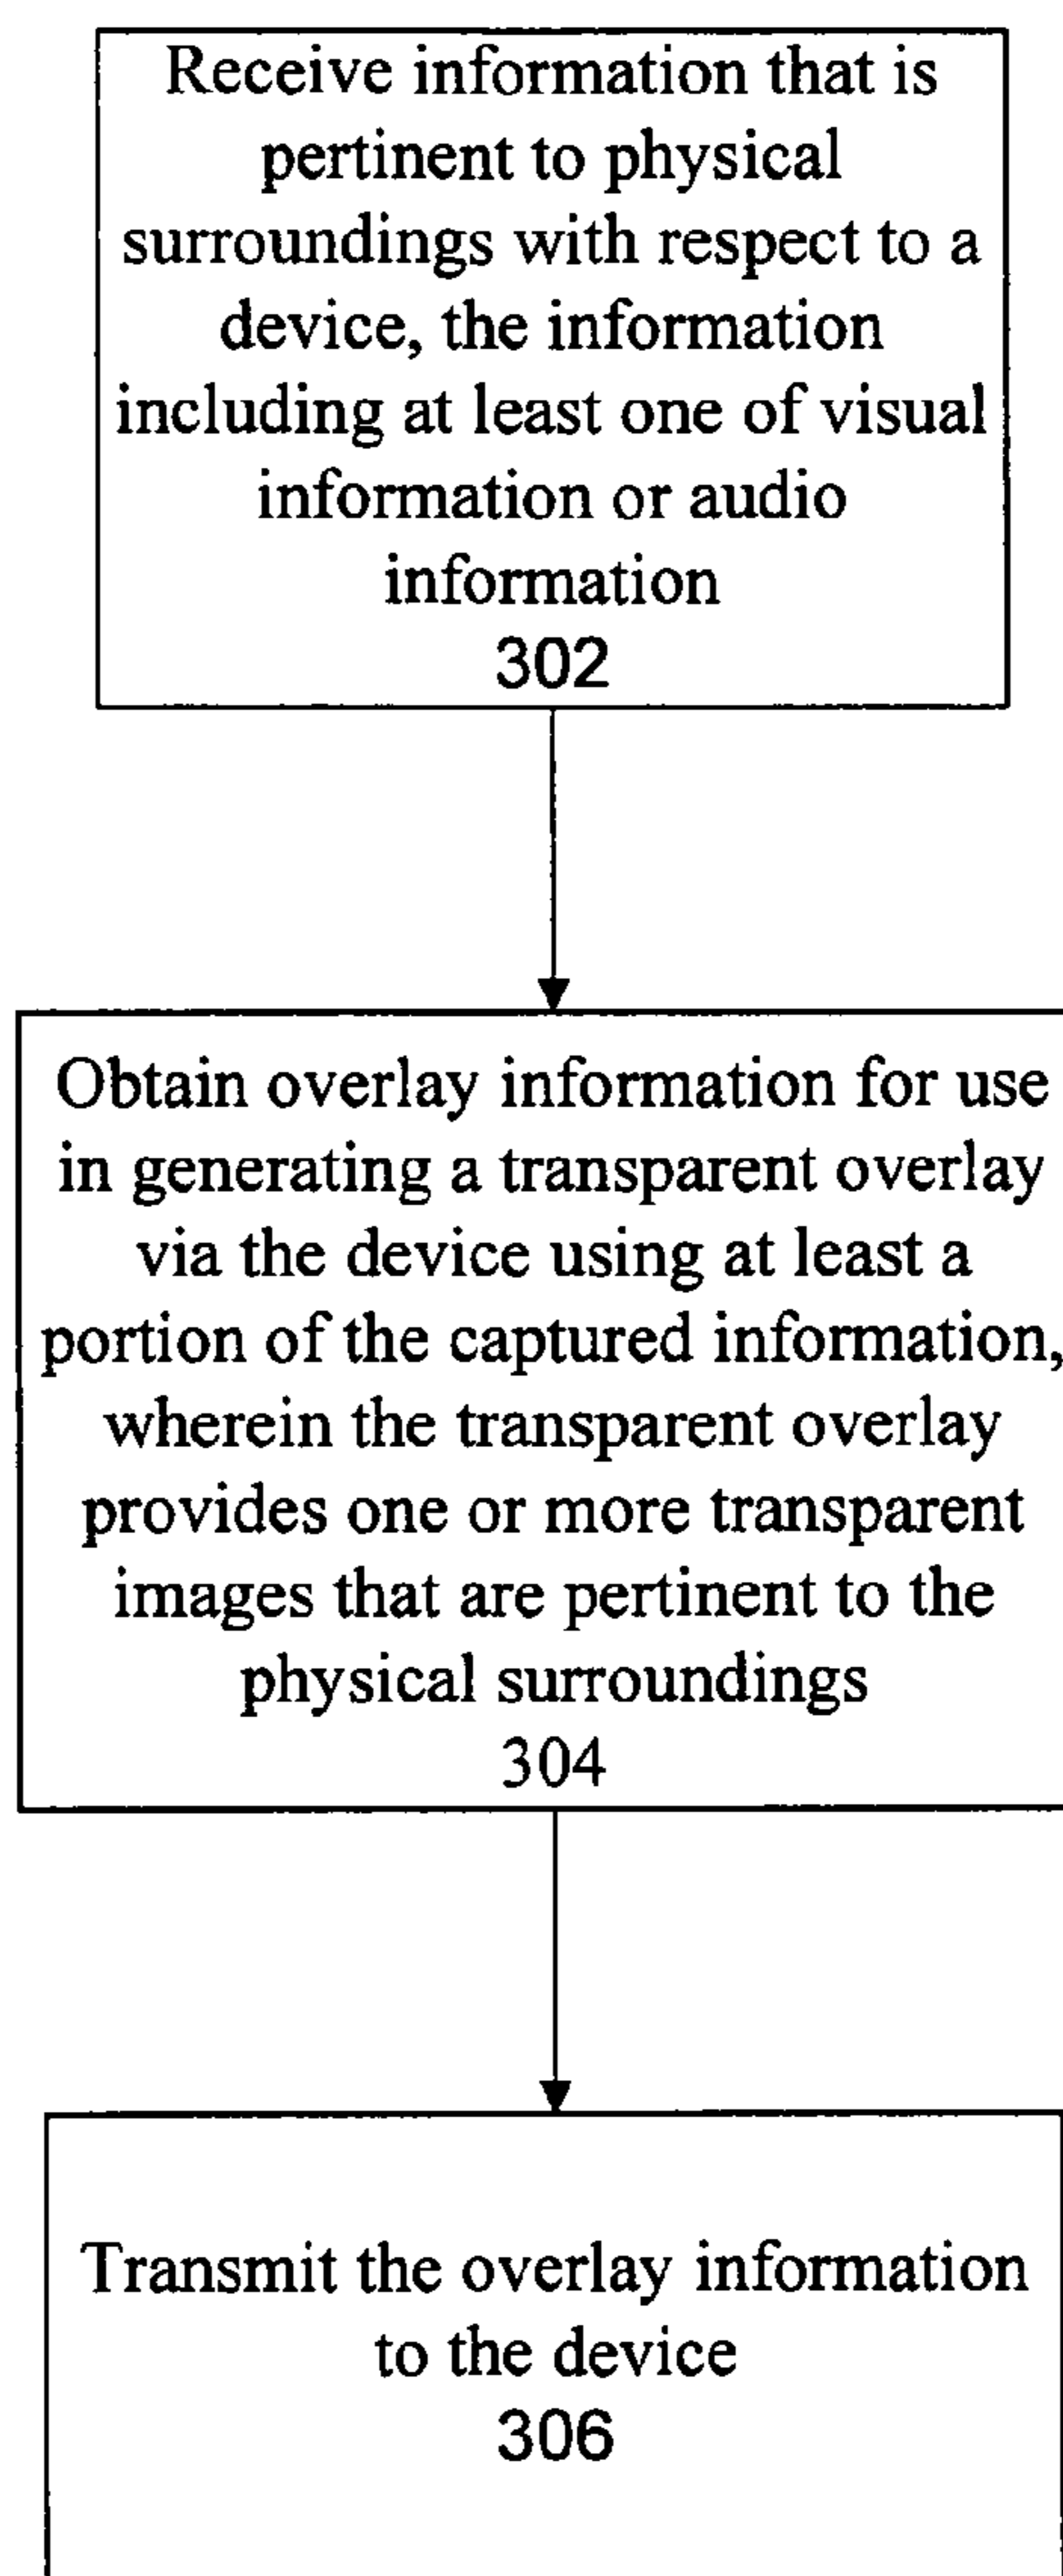 Receive information that is
pertinent to physical
surroundings with respect to a
device, the information
including at least one of visual
information or audio
information
302
Obtain overlay information for use
in generating a transparent overlay
via the device using at least a
portion of the captured information,
wherein the transparent overlay
provides one or more transparent
images that are pertinent to the
physical surroundings
304
Transmit the overlay information
to the device
306